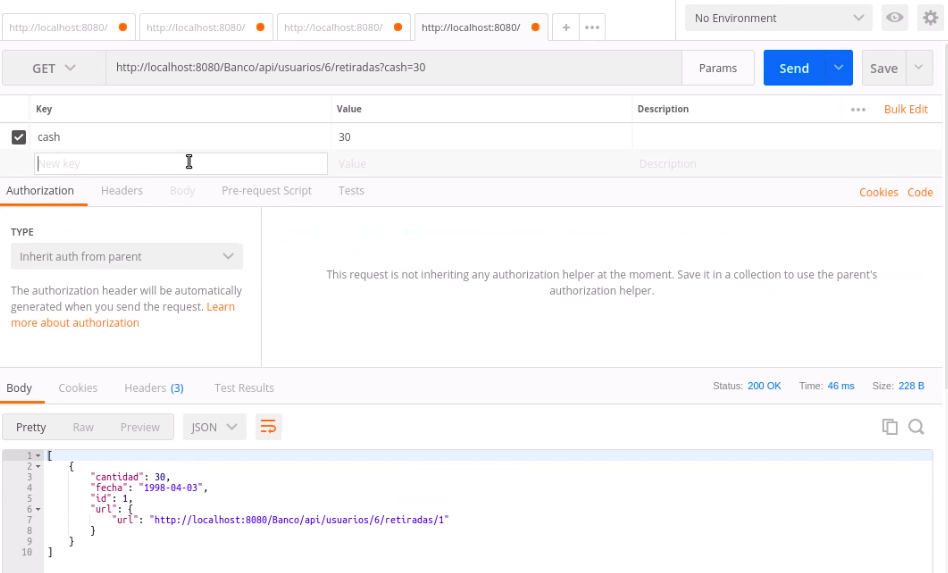 http://localhost:8080/ http://localhost:8080/ http://localhost:8080/ http://localhost:8080/ + ••• No Environment
GET http://localhost:8080/Banco/api/usuarios/6/retiradas?cash=30 Params Send Save
Key Value Description ••• Bulk Edit
cash 30
New key Value Description
Authorization Headers Body Pre-request Script Tests Cookies Code
TYPE
Inherit auth from parent
The authorization header will be automatically
generated when you send the request. Learn
more about authorization
This request is not inheriting any authorization helper at the moment. Save it in a collection to use the parent's
authorization helper.
Body Cookies Headers (3) Test Results Status: 200 OK Time: 46 ms Size: 228 B
Pretty Raw Preview JSON
1 [
2 {
3 "cantidad": 30,
4 "fecha": "1998-04-03",
5 "id": 1,
6 "url": {
7 "url": "http://localhost:8080/Banco/api/usuarios/6/retiradas/1"
8 }
9 }
10 ]